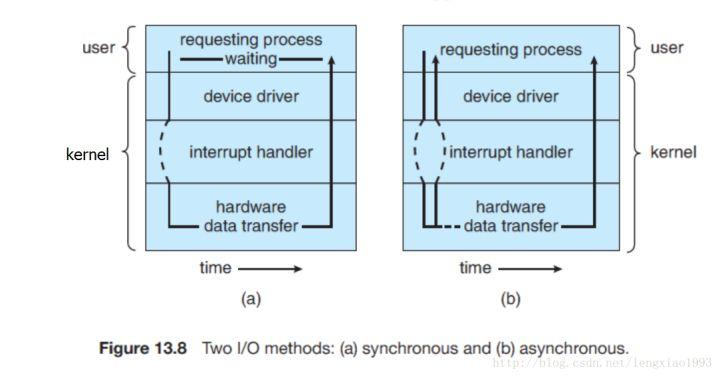 user
requesting process
waiting
device driver
kernel
interrupt handler
hardware
data transfer
time
(a)
requesting process
user
device driver
interrupt handler
kernel
hardware
data transfer
time
(b)
Figure 13.8 Two I/O methods: (a) synchronous and (b) asynchronous.
http://blog.csdn.net/lengxiao1993